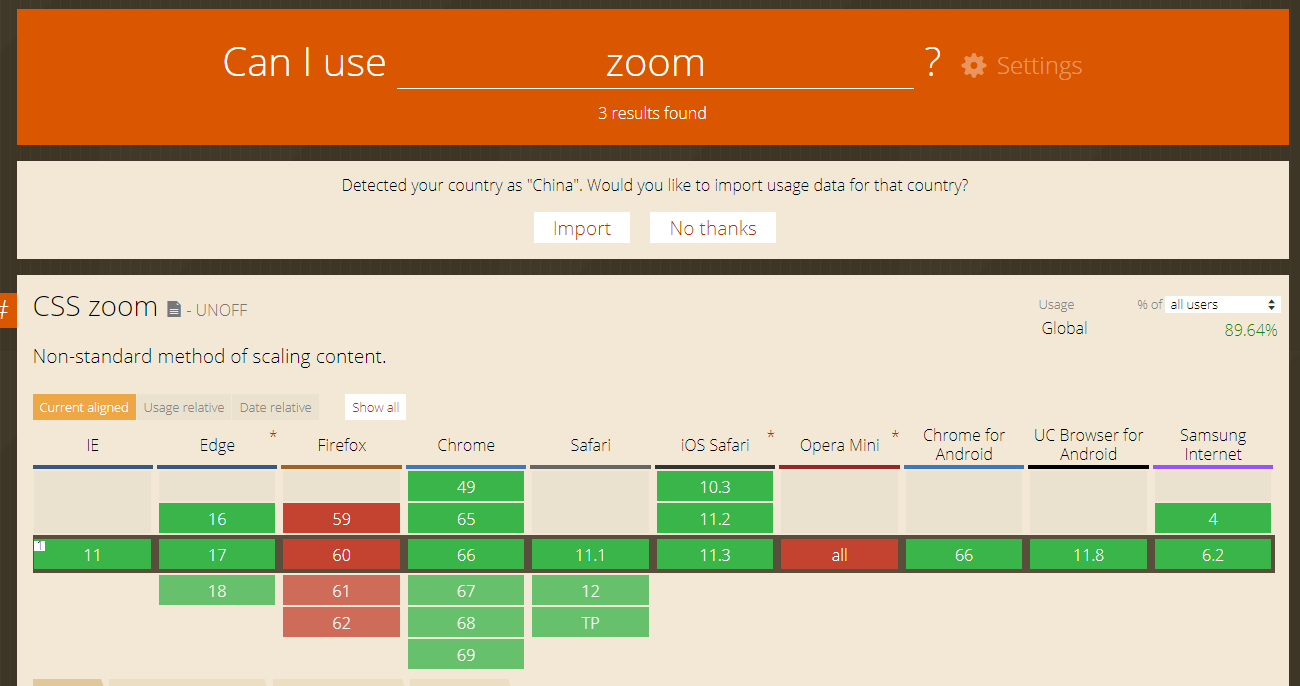 Can I use zoom ? Settings
3 results found
Detected your country as "China". Would you like to import usage data for that country?
Import No thanks
#
CSS zoom - UNOFF
Usage % of all users
Global 89.64%
Non-standard method of scaling content.
Current aligned Usage relative Date relative Show all
IE Edge * Firefox Chrome Safari iOS Safari * Opera Mini * Chrome for Android UC Browser for Android Samsung Internet
49 10.3
16 59 65 11.2 4
1 11 17 60 66 11.1 11.3 all 66 11.8 6.2
18 61 67 12
62 68 TP
69